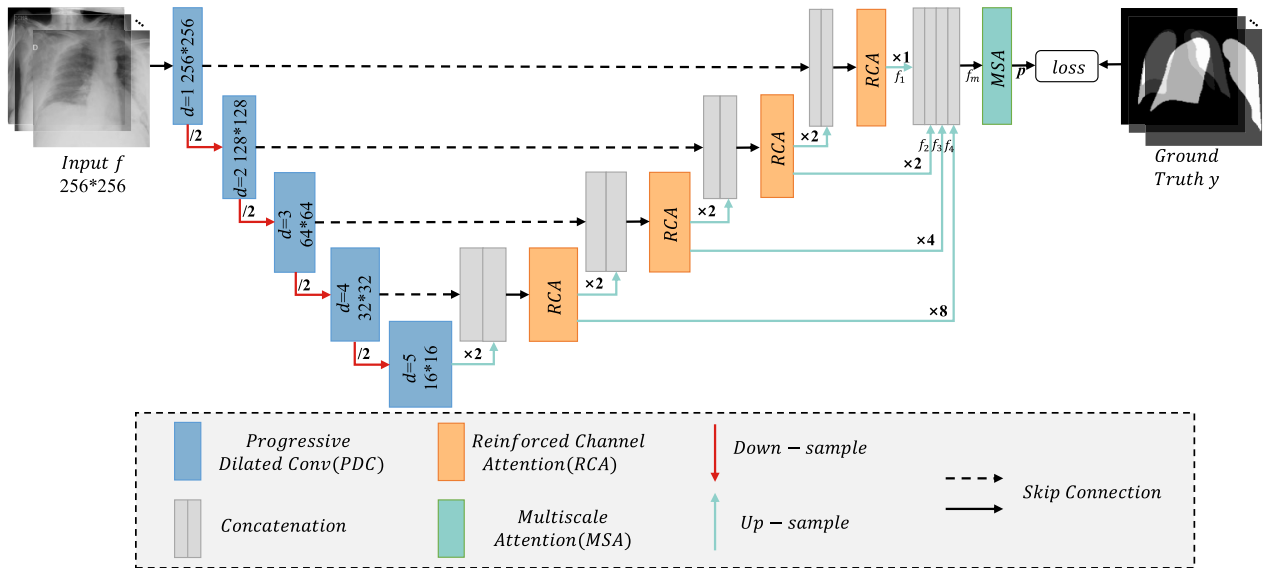 D
...
Input f
256*256
d=1 256*256
/2
d=2 128*128
/2
d=3
64*64
/2
d=4
32*32
/2
d=5
16*16
×2
RCA
×2
×8
RCA
×2
×4
RCA
×2
×2
RCA
×1
f1
f2 f3 f4
fm
MSA
p
loss
...
Ground
Truth y
Progressive
Dilated Conv(PDC)
Concatenation
Reinforced Channel
Attention(RCA)
Multiscale
Attention(MSA)
Down − sample
Up − sample
Skip Connection